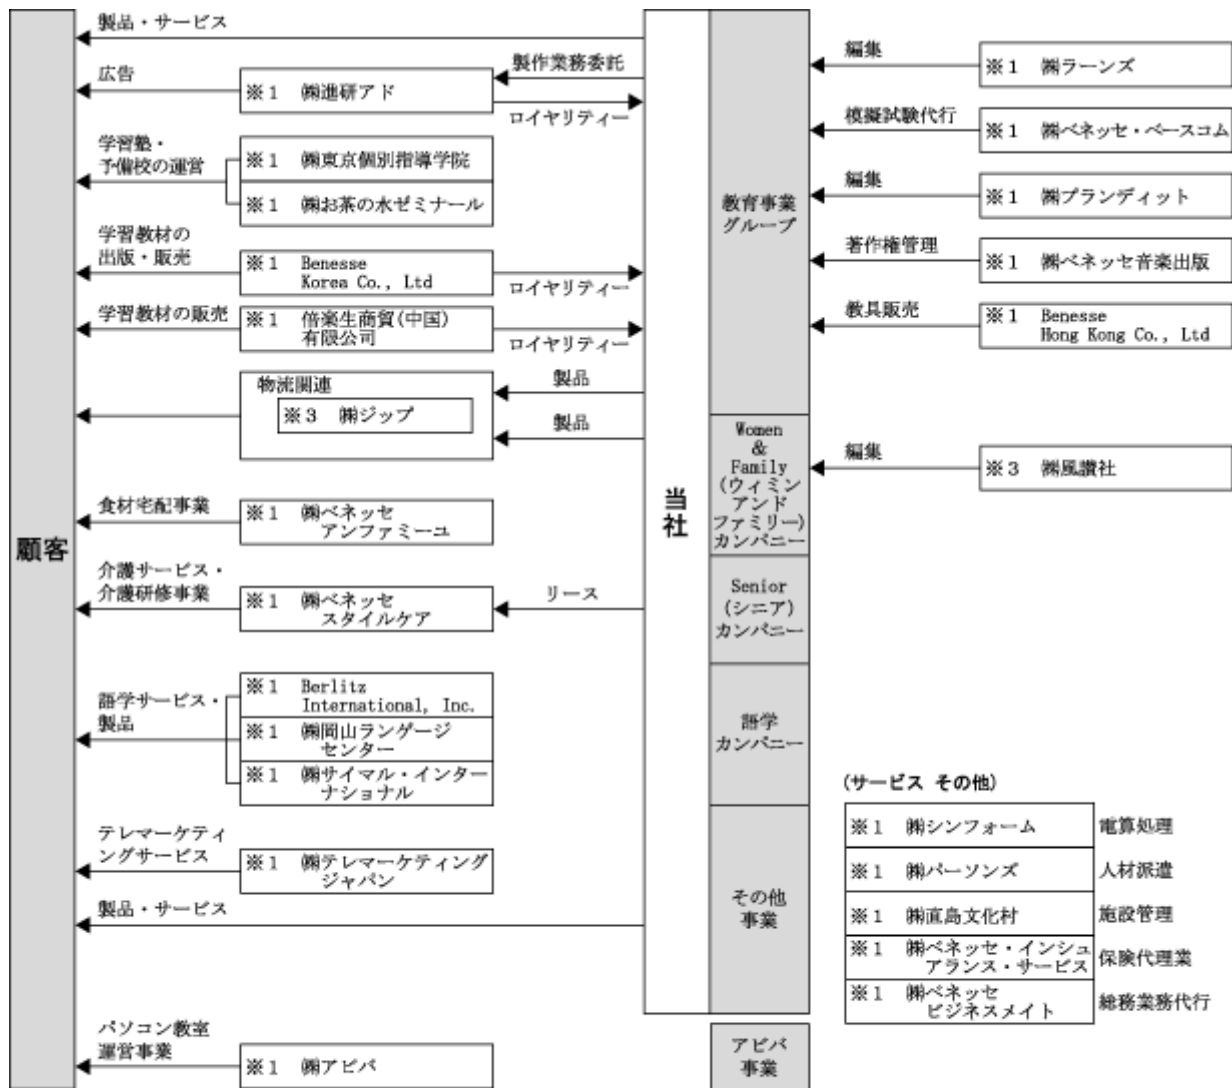 製品・サービス
広告
※1 ㈱進研アド
製作業務委託
ロイヤリティー
学習塾・
予備校の運営
※1 ㈱東京個別指導学院
※1 ㈱お茶の水ゼミナール
学習教材の
出版・販売
※1 Benesse
Korea Co., Ltd
ロイヤリティー
学習教材の販売
※1 倍楽生商貿(中国)
有限公司
ロイヤリティー
物流関連
※3 ㈱ジップ
製品
製品
食材宅配事業
※1 ㈱ベネッセ
アンファミーユ
介護サービス・
介護研修事業
※1 ㈱ベネッセ
スタイルケア
リース
語学サービス・
製品
※1 Berlitz
International, Inc.
※1 ㈱岡山ランゲージ
センター
※1 ㈱サイマル・インター
ナショナル
テレマーケティ
ングサービス
※1 ㈱テレマーケティング
ジャパン
製品・サービス
パソコン教室
運営事業
※1 ㈱アビバ
顧客
当社
教育事業
グループ
Women
&
Family
(ウィミン
アンド
ファミリー)
カンパニー
Senior
(シニア)
カンパニー
語学
カンパニー
その他
事業
アビバ
事業
編集
※1 ㈱ラーンズ
模擬試験代行
※1 ㈱ベネッセ・ベースコム
編集
※1 ㈱プランディット
著作権管理
※1 ㈱ベネッセ音楽出版
教具販売
※1 Benesse
Hong Kong Co., Ltd
編集
※3 ㈱風讃社
(サービス その他)
※1 ㈱シンフォーム 電算処理
※1 ㈱パーソンズ 人材派遣
※1 ㈱直島文化村 施設管理
※1 ㈱ベネッセ・インシュ
アランス・サービス 保険代理業
※1 ㈱ベネッセ
ビジネスメイト 総務業務代行